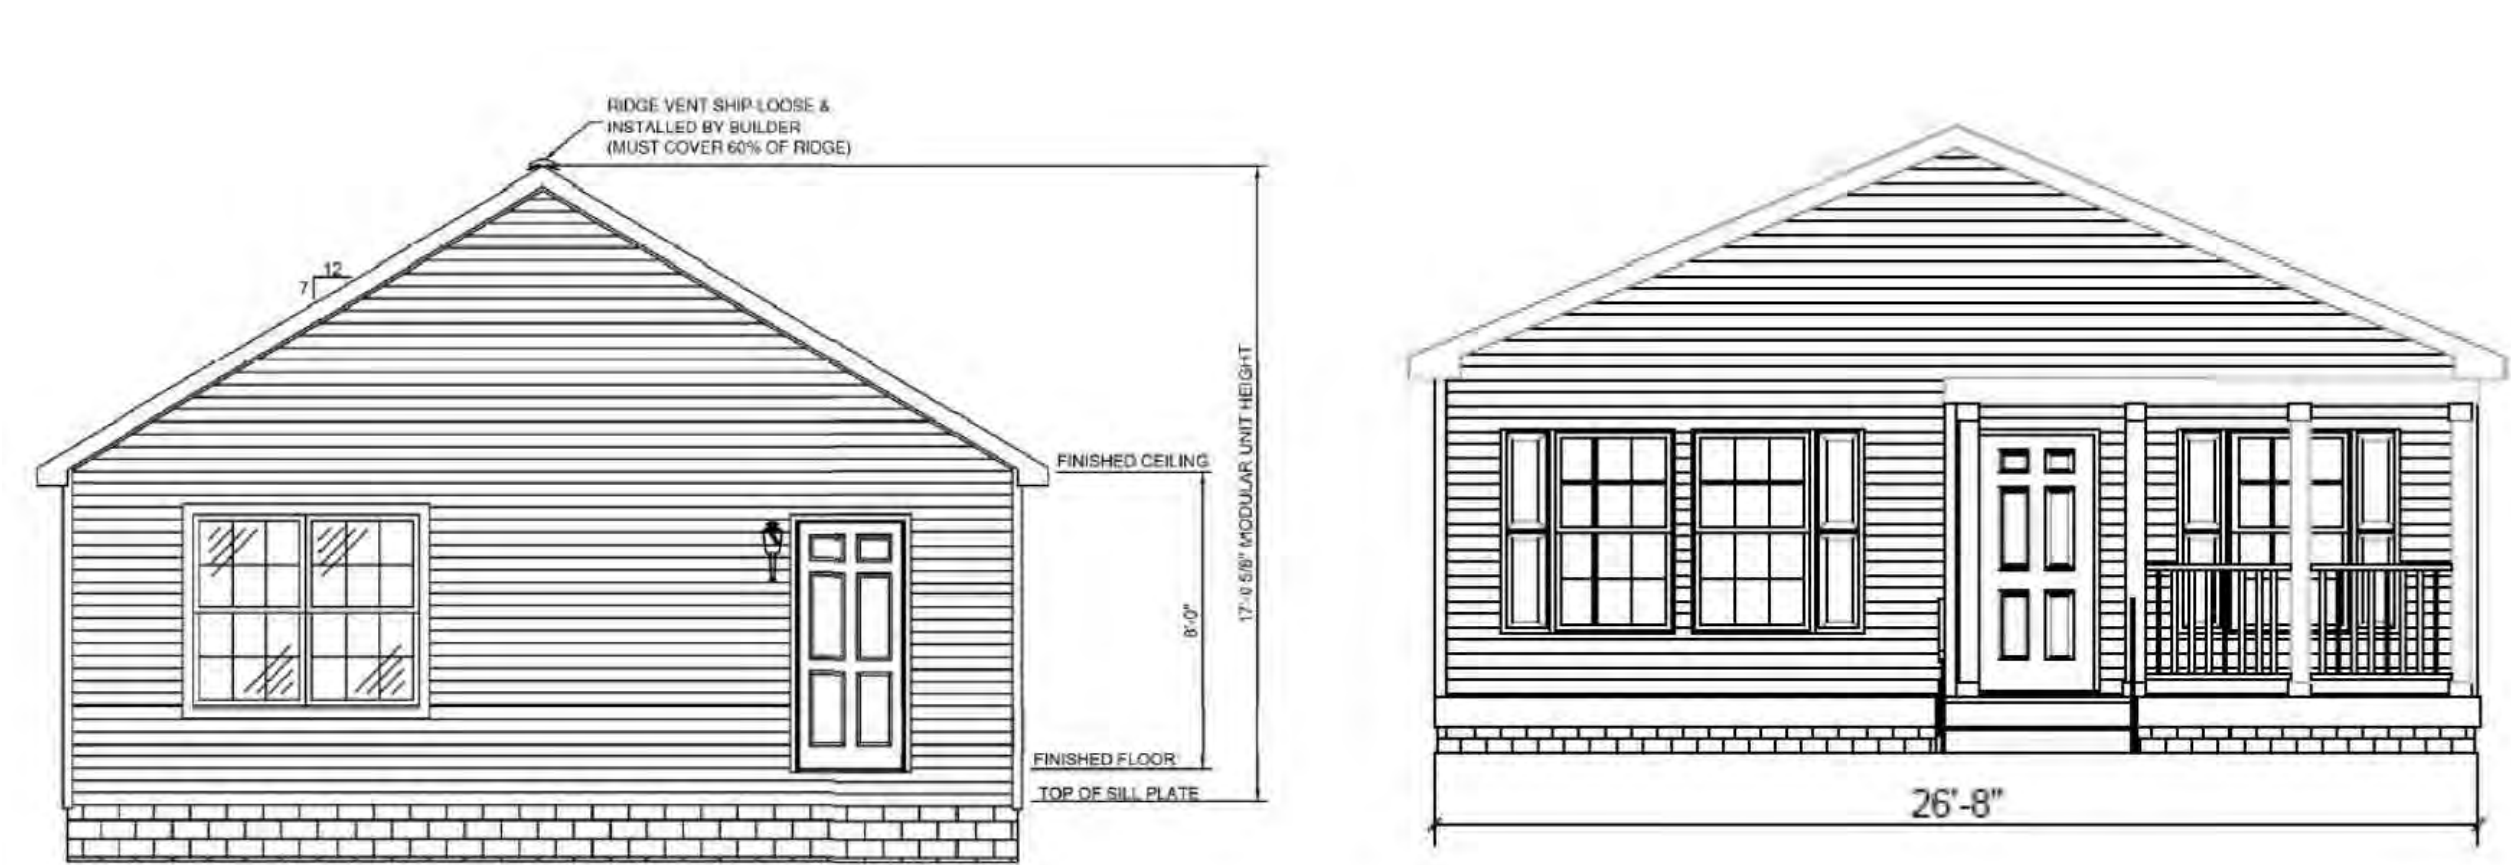 RIDGE VENT SHIP LOOSE &
INSTALLED BY BUILDER
(MUST COVER 60% OF RIDGE)
12
7
FINISHED CEILING
8'-0"
17'-0 5/8" MODULAR UNIT HEIGHT
FINISHED FLOOR
TOP OF SILL PLATE
26'-8"